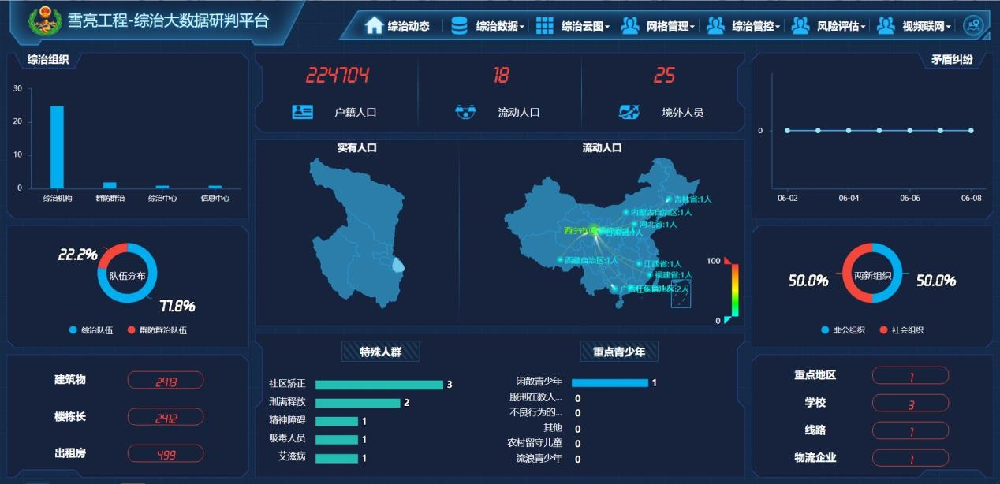 雪亮工程-综治大数据研判平台
综治动态 综治数据 综治云图 网格管理 综治管控 风险评估 视频联网
综治组织
30
20
10
0
综治机构 群防群治 综治中心 信息中心
224704 18 25
户籍人口 流动人口 境外人员
矛盾纠纷
0
06-02 06-04 06-06 06-08
实有人口
流动人口
吉林省:1人
内蒙古自治区:1人
河北省:1人
西宁市
西藏自治区:1人
江西省:1人
福建省:1人
100
0
22.2%
队伍分布
77.8%
综治队伍 群防群治队伍
50.0% 两新组织 50.0%
非公组织 社会组织
建筑物 2413
楼栋长 2412
出租房 499
特殊人群
社区矫正 3
刑满释放 2
精神障碍 1
吸毒人员 1
艾滋病 1
重点青少年
闲散青少年 1
服刑在教人... 0
不良行为的... 0
其他 0
农村留守儿童 0
流浪青少年 0
重点地区 1
学校 3
线路 1
物流企业 1